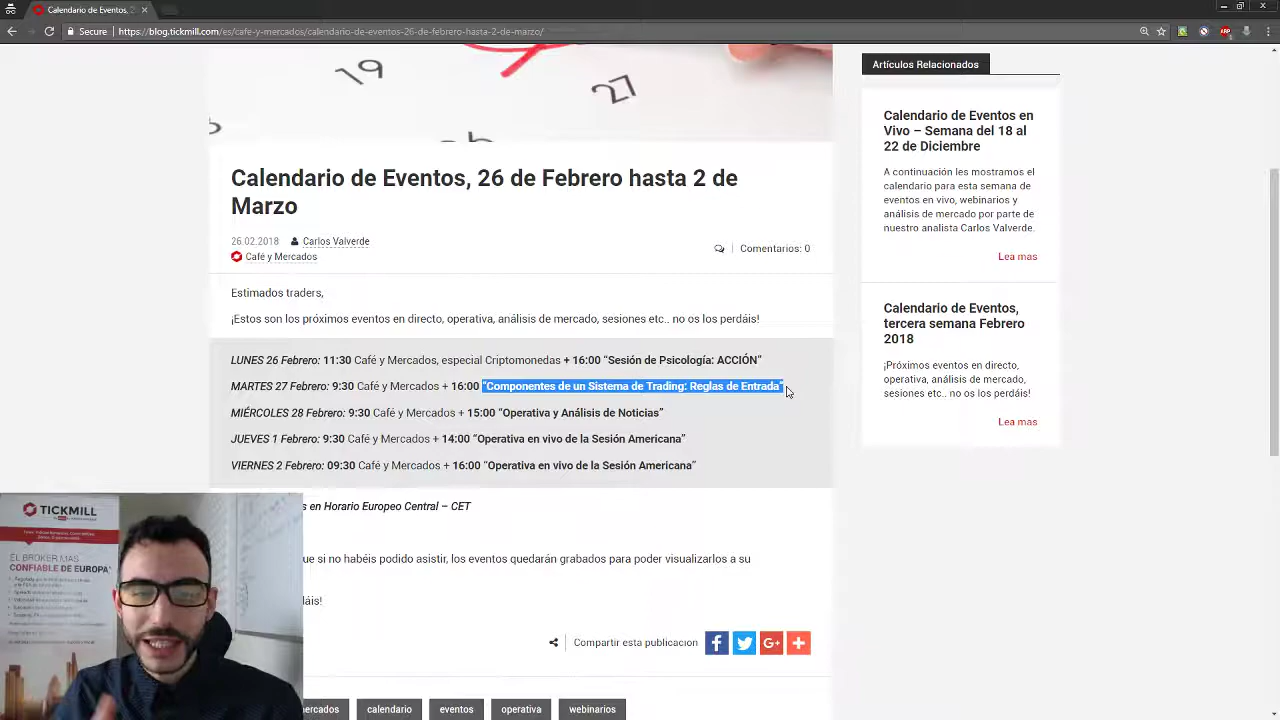 Calendario de Eventos, 2
Secure
https://blog.tickmill.com/es/cafe-y-mercados/calendario-de-eventos-26-de-febrero-hasta-2-de-marzo/
ABP
19
27
Calendario de Eventos, 26 de Febrero hasta 2 de
Marzo
26.02.2018
Carlos Valverde
Café y Mercados
Comentarios: 0
Estimados traders,
¡Estos son los próximos eventos en directo, operativa, análisis de mercado, sesiones etc.. no os los perdáis!
LUNES 26 Febrero: 11:30 Café y Mercados, especial Criptomonedas + 16:00 “Sesión de Psicología: ACCIÓN”
MARTES 27 Febrero: 9:30 Café y Mercados + 16:00 “Componentes de un Sistema de Trading: Reglas de Entrada”
MIÉRCOLES 28 Febrero: 9:30 Café y Mercados + 15:00 “Operativa y Análisis de Noticias”
JUEVES 1 Febrero: 9:30 Café y Mercados + 14:00 “Operativa en vivo de la Sesión Americana”
VIERNES 2 Febrero: 09:30 Café y Mercados + 16:00 “Operativa en vivo de la Sesión Americana”
s en Horario Europeo Central – CET
ue si no habéis podido asistir, los eventos quedarán grabados para poder visualizarlos a su
dáis!
Compartir esta publicacion
f
G+
+
mercados
calendario
eventos
operativa
webinarios
Artículos Relacionados
Calendario de Eventos en
Vivo – Semana del 18 al
22 de Diciembre
A continuación les mostramos el
calendario para esta semana de
eventos en vivo, webinarios y
análisis de mercado por parte de
nuestro analista Carlos Valverde.
Lea mas
Calendario de Eventos,
tercera semana Febrero
2018
¡Próximos eventos en directo,
operativa, análisis de mercado,
sesiones etc.. no os los perdáis!
Lea mas
TICKMILL
EL BROKER MAS
CONFIABLE DE EUROPA